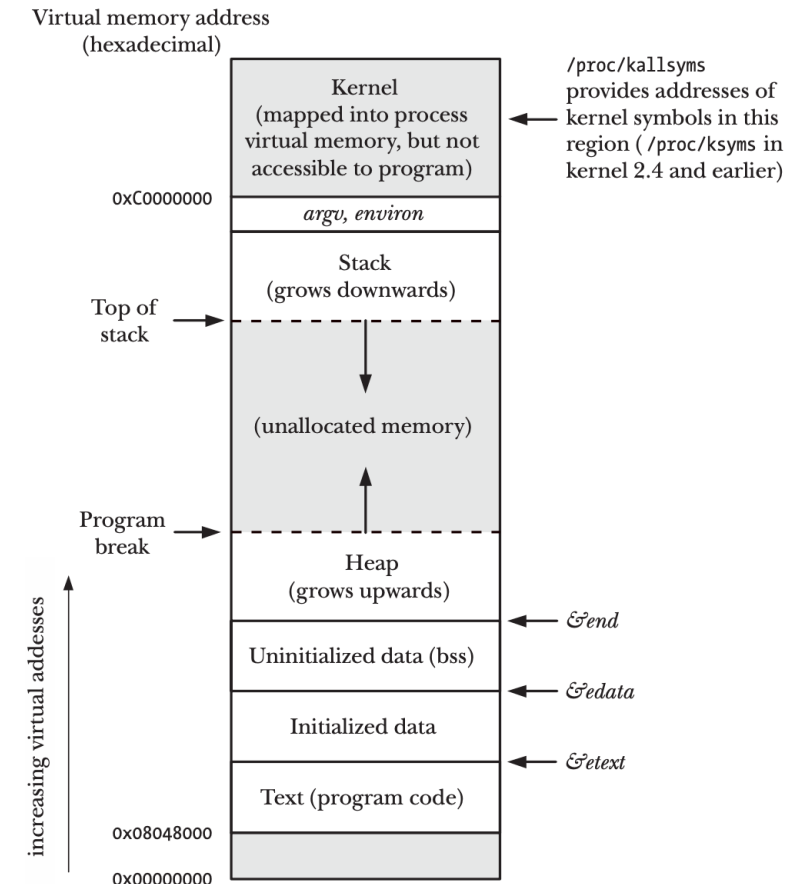 Virtual memory address
(hexadecimal)
Kernel
(mapped into process
virtual memory, but not
accessible to program)
/proc/kallsyms
provides addresses of
kernel symbols in this
region (/proc/ksyms in
kernel 2.4 and earlier)
0xC0000000
argv, environ
Stack
(grows downwards)
Top of
stack
(unallocated memory)
Program
break
Heap
(grows upwards)
&end
Uninitialized data (bss)
&edata
Initialized data
&etext
Text (program code)
0x08048000
0x00000000
increasing virtual addesses